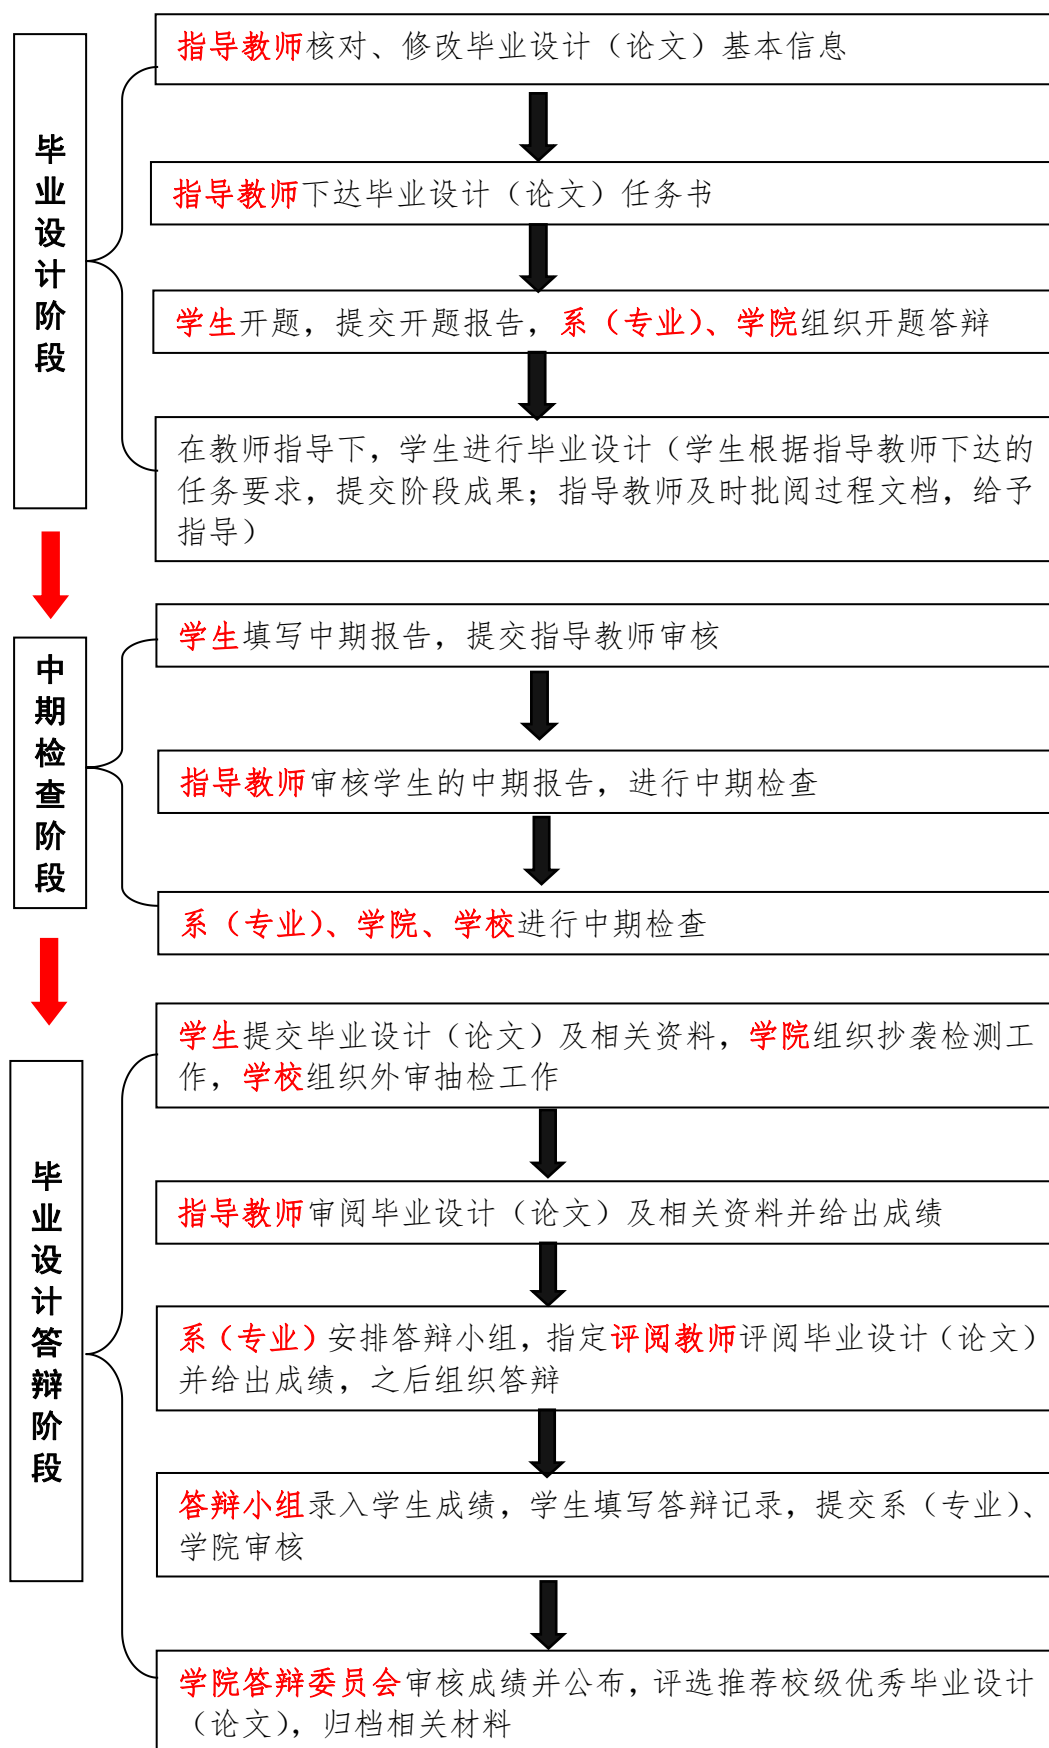 毕业设计阶段
指导教师核对、修改毕业设计（论文）基本信息
指导教师下达毕业设计（论文）任务书
学生开题，提交开题报告，系（专业）、学院组织开题答辩
在教师指导下，学生进行毕业设计（学生根据指导教师下达的
任务要求，提交阶段成果；指导教师及时批阅过程文档，给予
指导）
中期检查阶段
学生填写中期报告，提交指导教师审核
指导教师审核学生的中期报告，进行中期检查
系（专业）、学院、学校进行中期检查
毕业设计答辩阶段
学生提交毕业设计（论文）及相关资料，学院组织抄袭检测工
作，学校组织外审抽检工作
指导教师审阅毕业设计（论文）及相关资料并给出成绩
系（专业）安排答辩小组，指定评阅教师评阅毕业设计（论文）
并给出成绩，之后组织答辩
答辩小组录入学生成绩，学生填写答辩记录，提交系（专业）、
学院审核
学院答辩委员会审核成绩并公布，评选推荐校级优秀毕业设计
（论文），归档相关材料